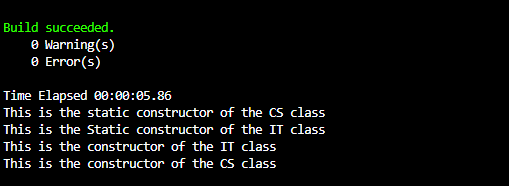 Build succeeded.
0 Warning(s)
0 Error(s)
Time Elapsed 00:00:05.86
This is the static constructor of the CS class
This is the Static constructor of the IT class
This is the constructor of the IT class
This is the constructor of the CS class